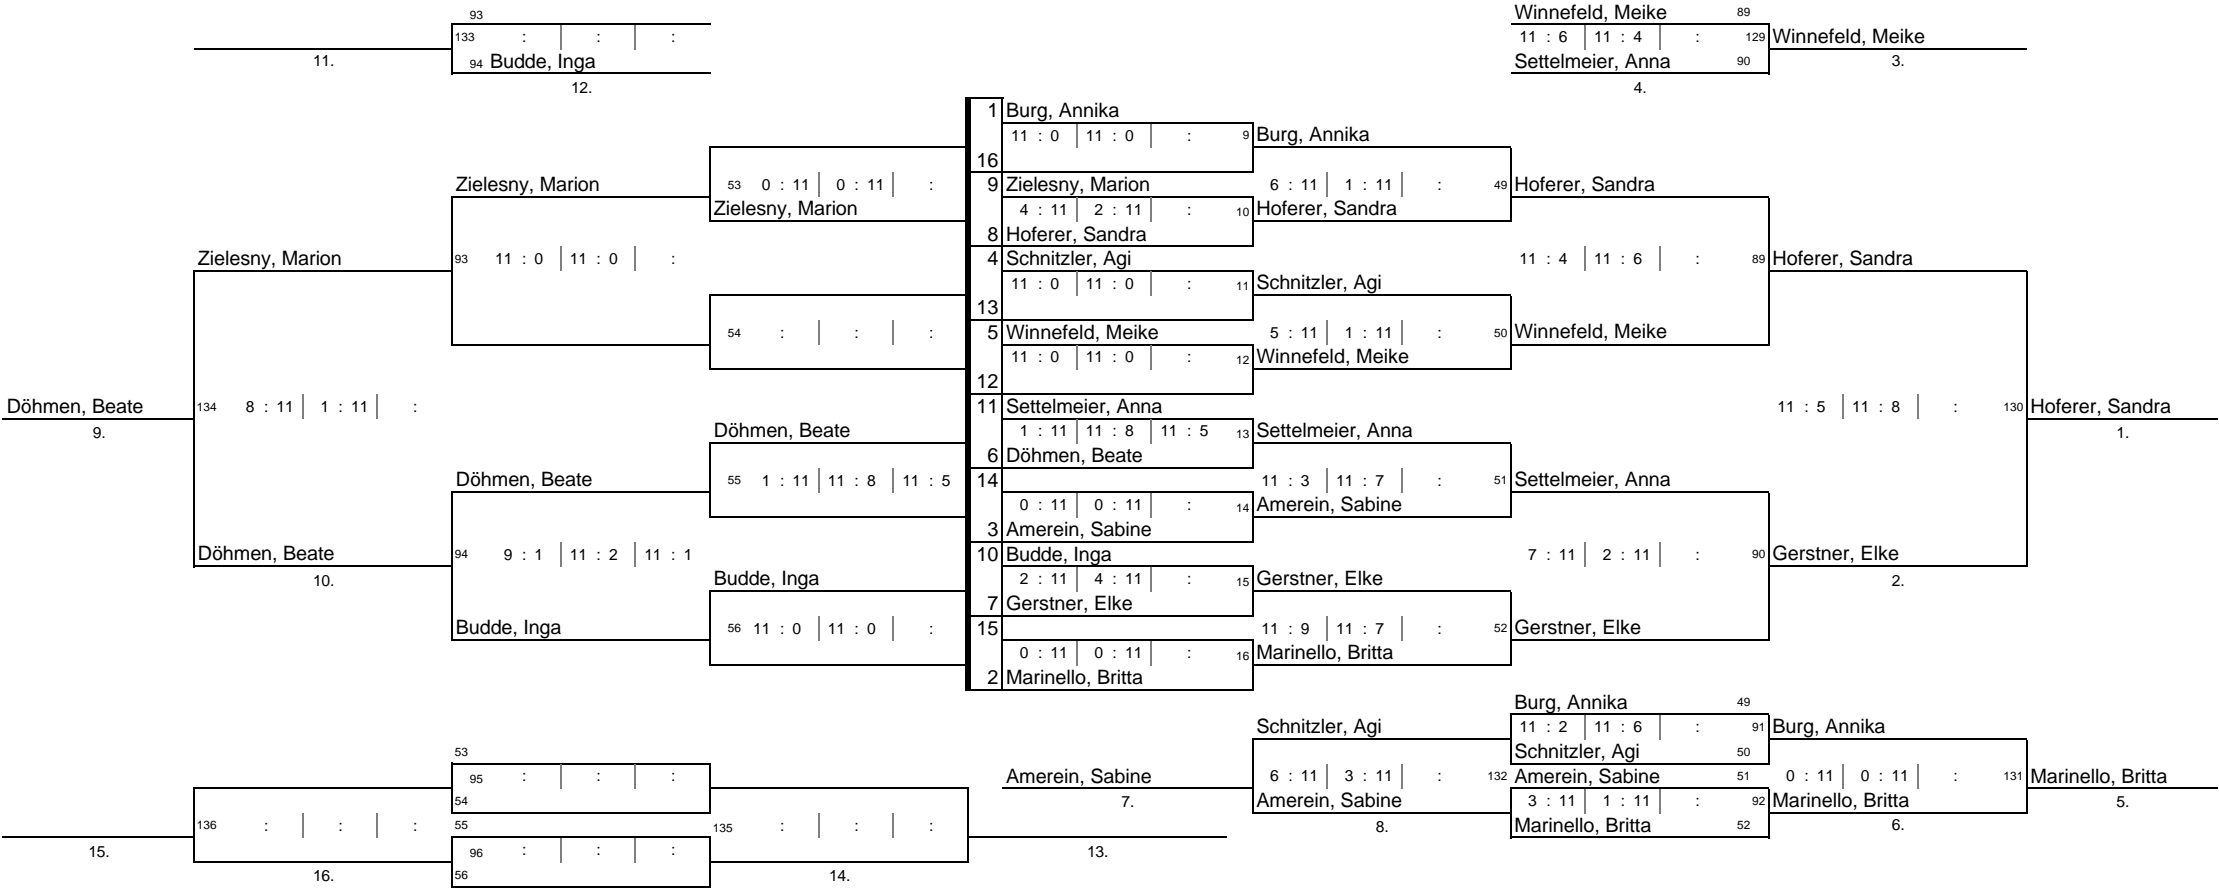 93 Winnefeld, Meike 89
133 : : : 11 : 6 11 : 4 : 129 Winnefeld, Meike
11. 94 Budde, Inga Settelmeier, Anna 90 3.
12. 4.
1 Burg, Annika
11 : 0 11 : 0 : 9 Burg, Annika
16
Zielesny, Marion 53 0 : 11 0 : 11 : 9 Zielesny, Marion 6 : 11 1 : 11 : 49 Hoferer, Sandra
Zielesny, Marion 4 : 11 2 : 11 : 10 Hoferer, Sandra
8 Hoferer, Sandra
Zielesny, Marion 93 11 : 0 11 : 0 : 4 Schnitzler, Agi 11 : 4 11 : 6 : 89 Hoferer, Sandra
11 : 0 11 : 0 : 11 Schnitzler, Agi
13
54 : : : 5 Winnefeld, Meike 5 : 11 1 : 11 : 50 Winnefeld, Meike
11 : 0 11 : 0 : 12 Winnefeld, Meike
12
Döhmen, Beate 134 8 : 11 1 : 11 : 11 Settelmeier, Anna 11 : 5 11 : 8 : 130 Hoferer, Sandra
9. Döhmen, Beate 1 : 11 11 : 8 11 : 5 13 Settelmeier, Anna 1.
6 Döhmen, Beate
Döhmen, Beate 55 1 : 11 11 : 8 11 : 5 14 11 : 3 11 : 7 : 51 Settelmeier, Anna
0 : 11 0 : 11 : 14 Amerein, Sabine
3 Amerein, Sabine
Döhmen, Beate 94 9 : 1 11 : 2 11 : 1 10 Budde, Inga 7 : 11 2 : 11 : 90 Gerstner, Elke
10. Budde, Inga 2 : 11 4 : 11 : 15 Gerstner, Elke 2.
7 Gerstner, Elke
Budde, Inga 56 11 : 0 11 : 0 : 15 11 : 9 11 : 7 : 52 Gerstner, Elke
0 : 11 0 : 11 : 16 Marinello, Britta
2 Marinello, Britta
Burg, Annika 49
Schnitzler, Agi 11 : 2 11 : 6 : 91 Burg, Annika
53 Schnitzler, Agi 50
95 : : : Amerein, Sabine 6 : 11 3 : 11 : 132 Amerein, Sabine 51 0 : 11 0 : 11 : 131 Marinello, Britta
54 7. Amerein, Sabine 3 : 11 1 : 11 : 92 Marinello, Britta 5.
136 : : : 55 135 : : : 8. Marinello, Britta 52 6.
15. 96 : : : 13.
16. 56 14.